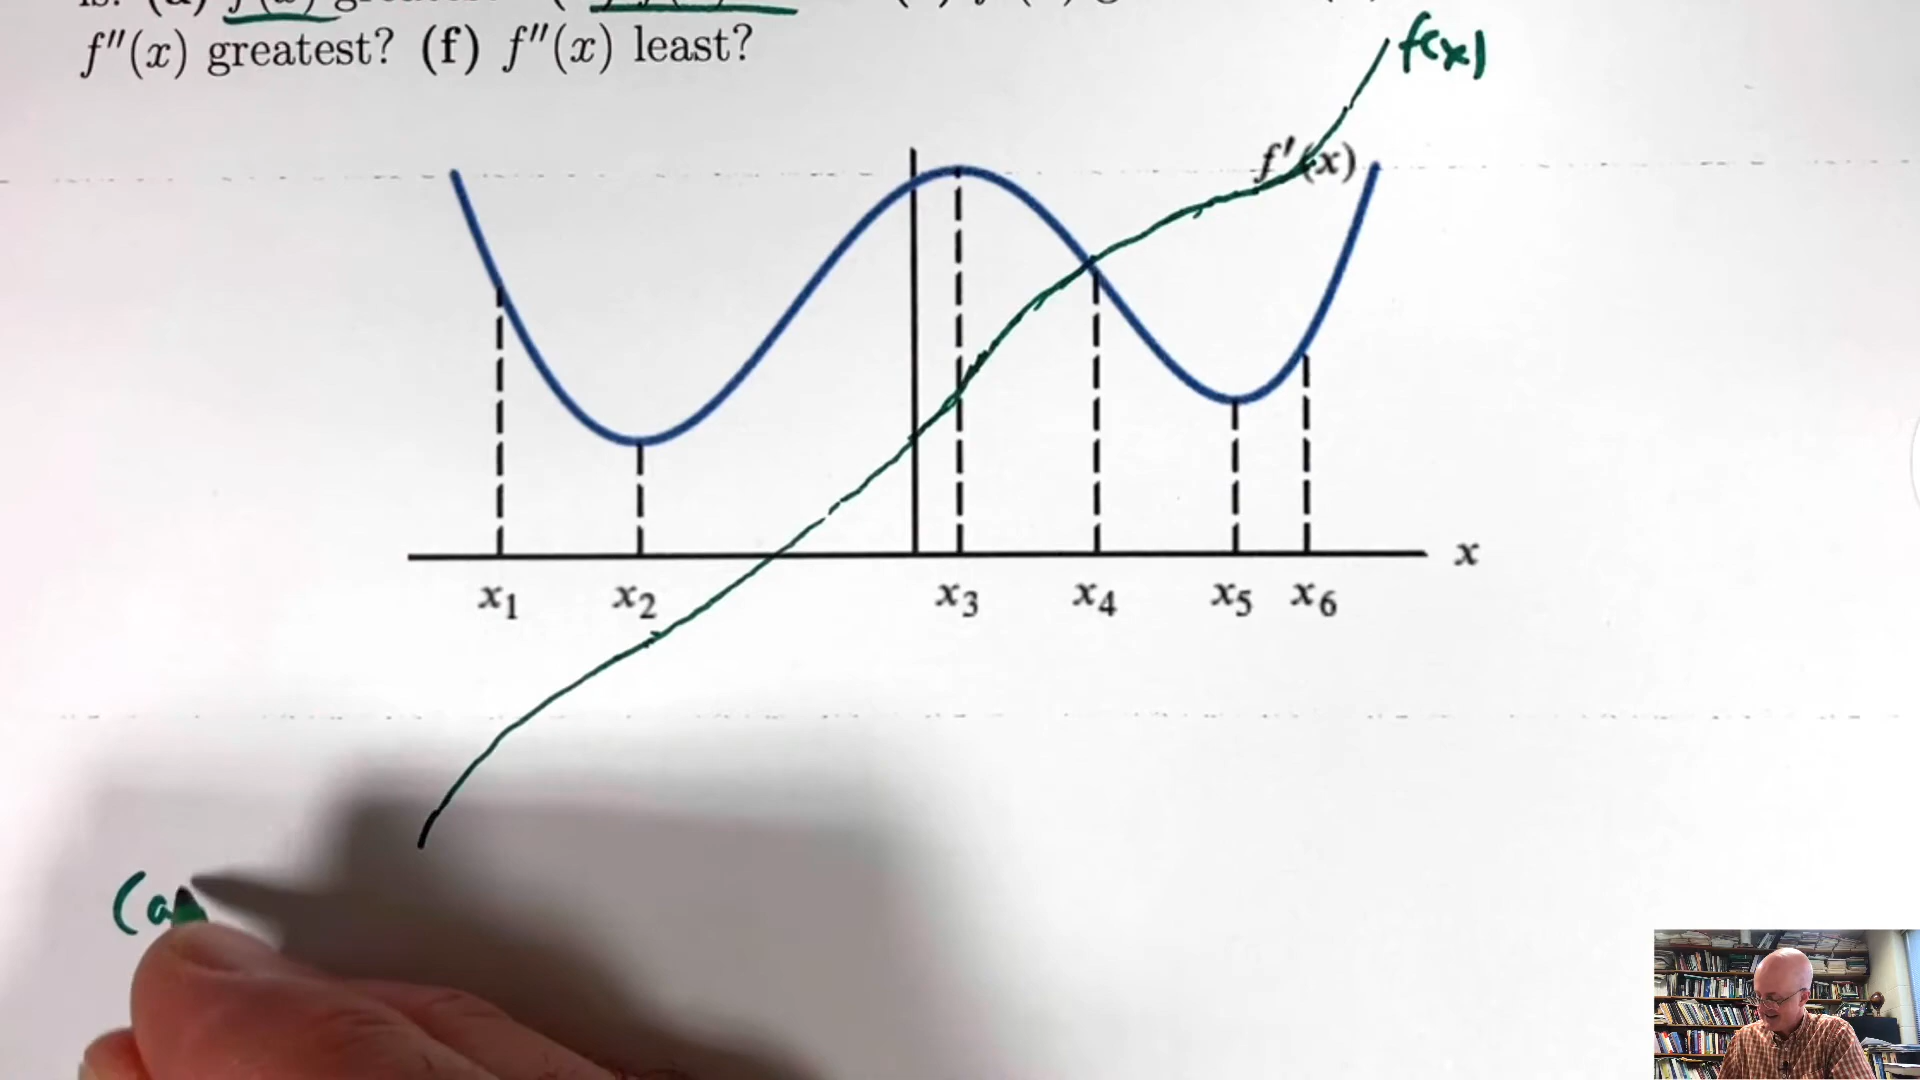 f″(x) greatest? (f) f″(x) least?
f(x)
f′(x)
x
x₁ x₂ x₃ x₄ x₅ x₆
(a